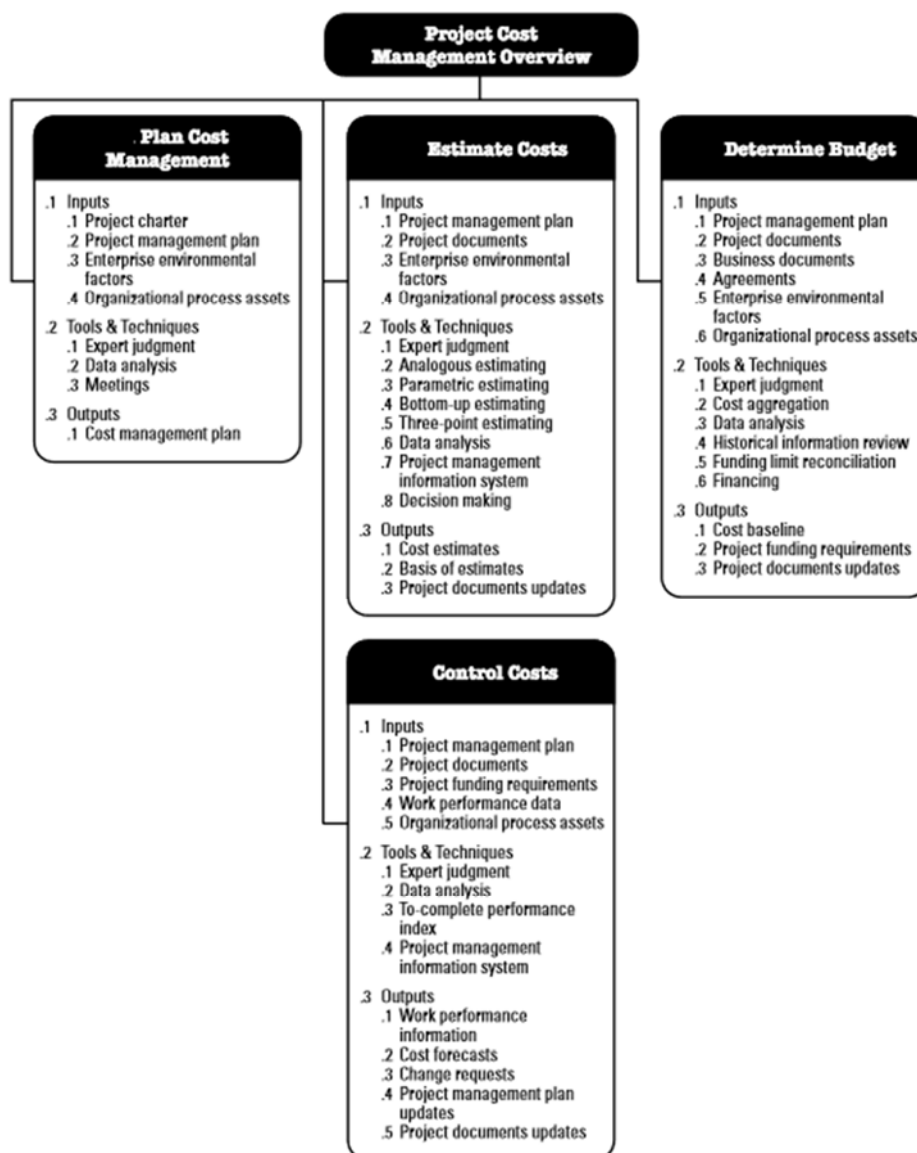 Project Cost
Management Overview
. Plan Cost
Management
.1 Inputs
.1 Project charter
.2 Project management plan
.3 Enterprise environmental
factors
.4 Organizational process assets
.2 Tools & Techniques
.1 Expert judgment
.2 Data analysis
.3 Meetings
.3 Outputs
.1 Cost management plan
Estimate Costs
.1 Inputs
.1 Project management plan
.2 Project documents
.3 Enterprise environmental
factors
.4 Organizational process assets
.2 Tools & Techniques
.1 Expert judgment
.2 Analogous estimating
.3 Parametric estimating
.4 Bottom-up estimating
.5 Three-point estimating
.6 Data analysis
.7 Project management
information system
.8 Decision making
.3 Outputs
.1 Cost estimates
.2 Basis of estimates
.3 Project documents updates
Determine Budget
.1 Inputs
.1 Project management plan
.2 Project documents
.3 Business documents
.4 Agreements
.5 Enterprise environmental
factors
.6 Organizational process assets
.2 Tools & Techniques
.1 Expert judgment
.2 Cost aggregation
.3 Data analysis
.4 Historical information review
.5 Funding limit reconciliation
.6 Financing
.3 Outputs
.1 Cost baseline
.2 Project funding requirements
.3 Project documents updates
Control Costs
.1 Inputs
.1 Project management plan
.2 Project documents
.3 Project funding requirements
.4 Work performance data
.5 Organizational process assets
.2 Tools & Techniques
.1 Expert judgment
.2 Data analysis
.3 To-complete performance
index
.4 Project management
information system
.3 Outputs
.1 Work performance
information
.2 Cost forecasts
.3 Change requests
.4 Project management plan
updates
.5 Project documents updates